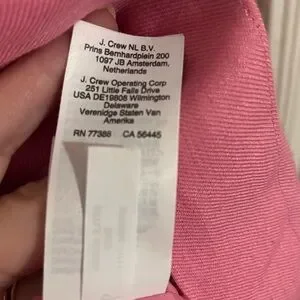 J. Crew NL B.V.
Prins Bernhardplein 200
1097 JB Amsterdam,
Netherlands
J. Crew Operating Corp
251 Little Falls Drive
USA DE19808 Wilmington
Delaware
Verenidge Staten Van
Amerika
RN 77388 CA 56445